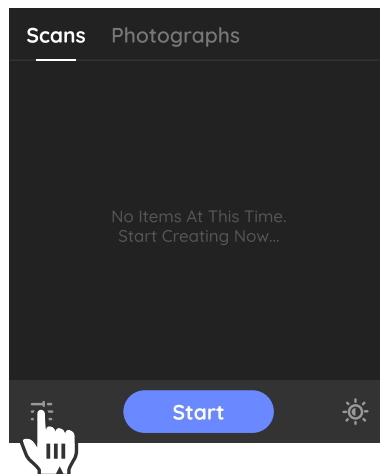 Scans Photographs
No Items At This Time.
Start Creating Now...
Start